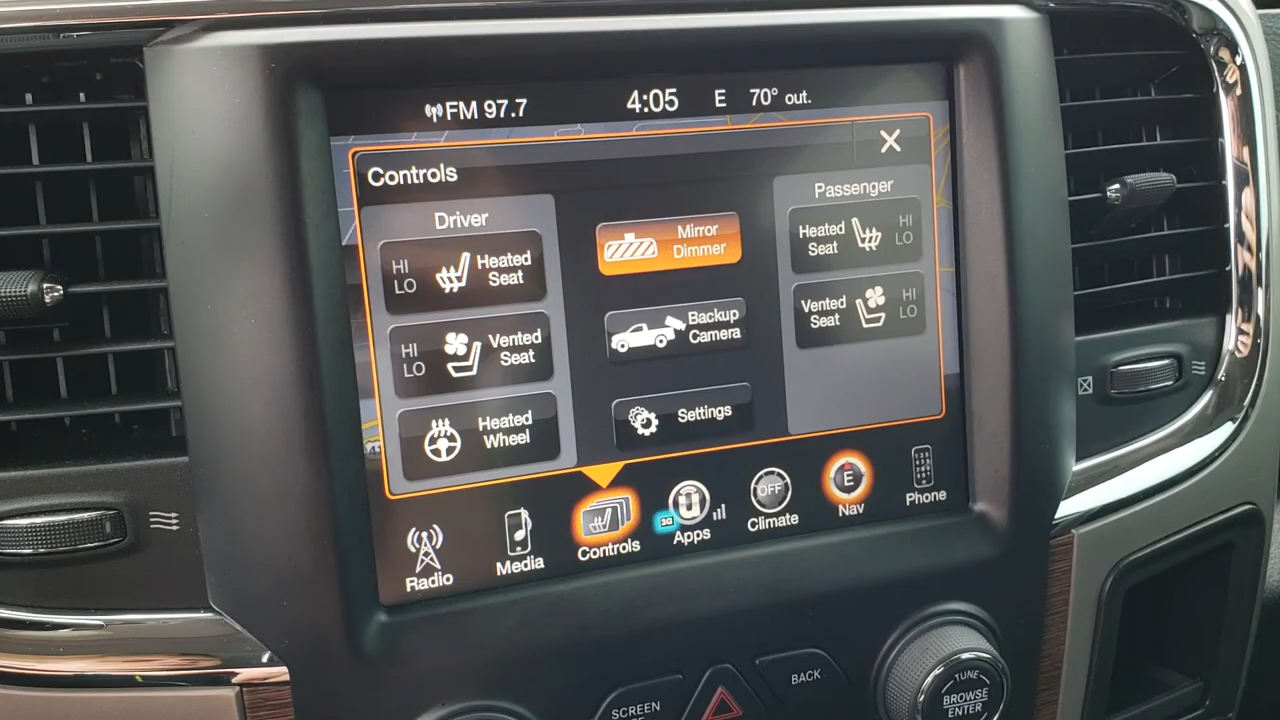 FM 97.7
4:05
E
70° out.
Controls
Driver
HI
LO
Heated
Seat
HI
LO
Vented
Seat
Heated
Wheel
Mirror
Dimmer
Backup
Camera
Settings
Passenger
Heated
Seat
HI
LO
Vented
Seat
HI
LO
Radio
Media
Controls
3G
Apps
OFF
Climate
E
Nav
Phone
SCREEN
BACK
TUNE
BROWSE
ENTER